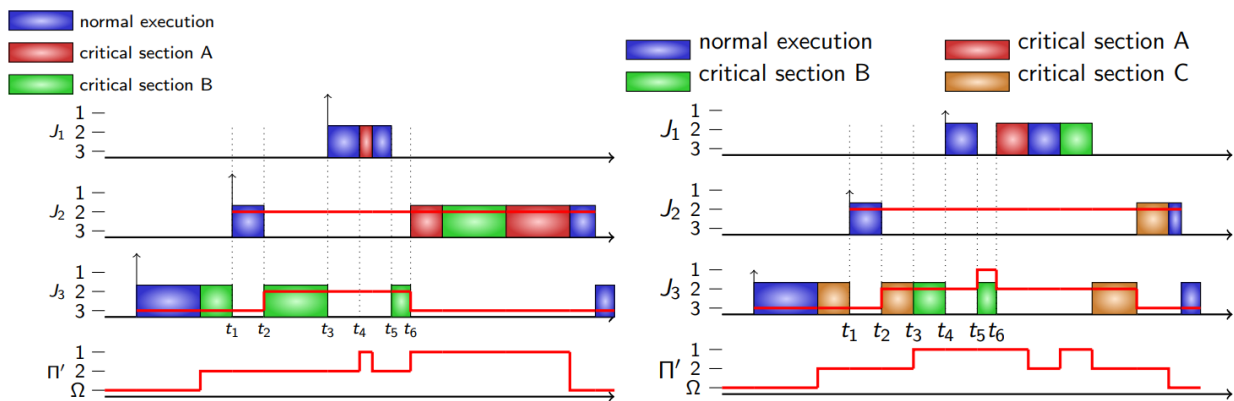 normal execution
critical section A
critical section B
J1
1
2
3
J2
1
2
3
J3
1
2
3
t1 t2 t3 t4 t5 t6
Π′
1
2
Ω
normal execution critical section A
critical section B critical section C
J1
1
2
3
J2
1
2
3
J3
1
2
3
t1 t2 t3 t4 t5 t6
Π′
1
2
Ω